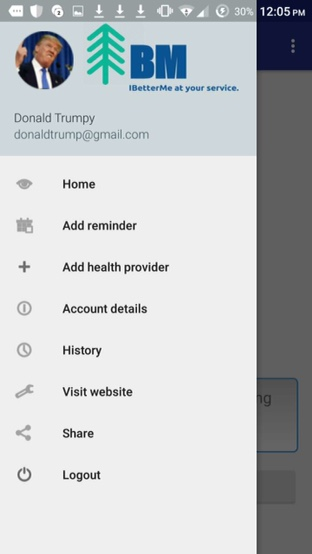 30% 12:05 PM
IBM
IBetterMe at your service.
Donald Trumpy
donaldtrump@gmail.com
Home
Add reminder
Add health provider
Account details
History
Visit website
Share
Logout
ng